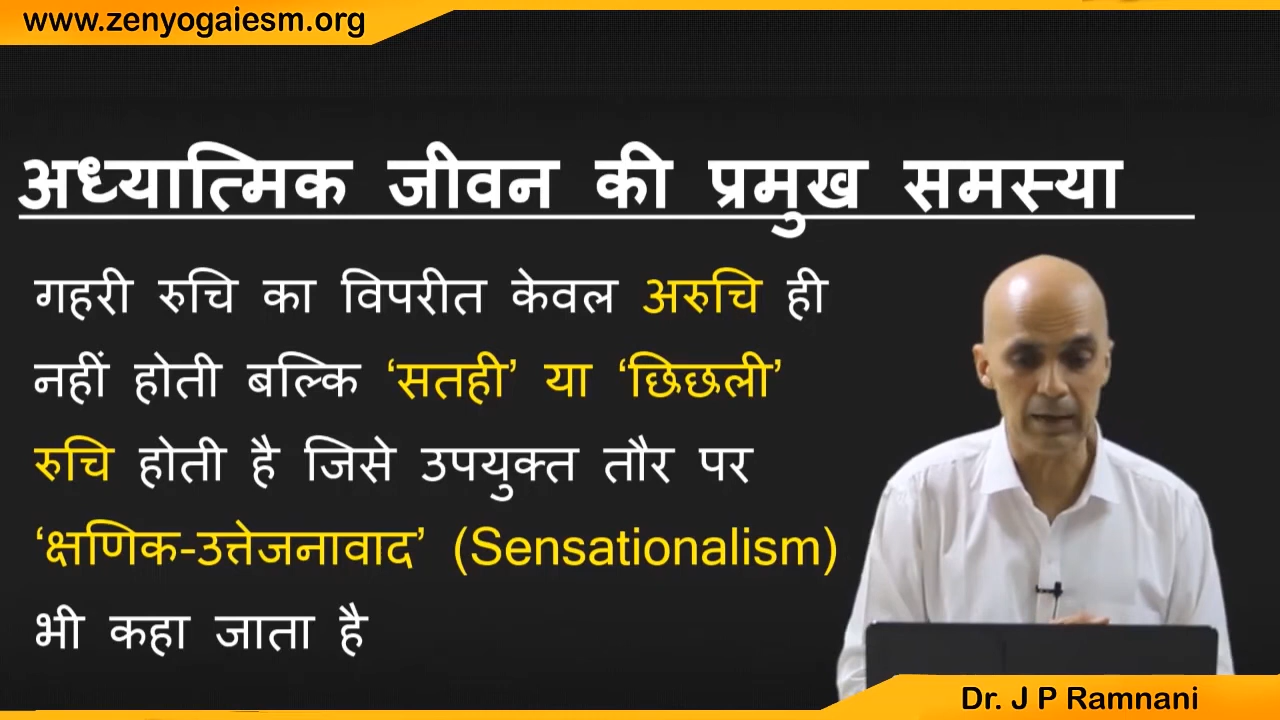 www.zenyogaiesm.org
अध्यात्मिक जीवन की प्रमुख समस्या
गहरी रुचि का विपरीत केवल अरुचि ही
नहीं होती बल्कि ‘सतही’ या ‘छिछली’
रुचि होती है जिसे उपयुक्त तौर पर
‘क्षणिक-उत्तेजनावाद’ (Sensationalism)
भी कहा जाता है
Dr. J P Ramnani